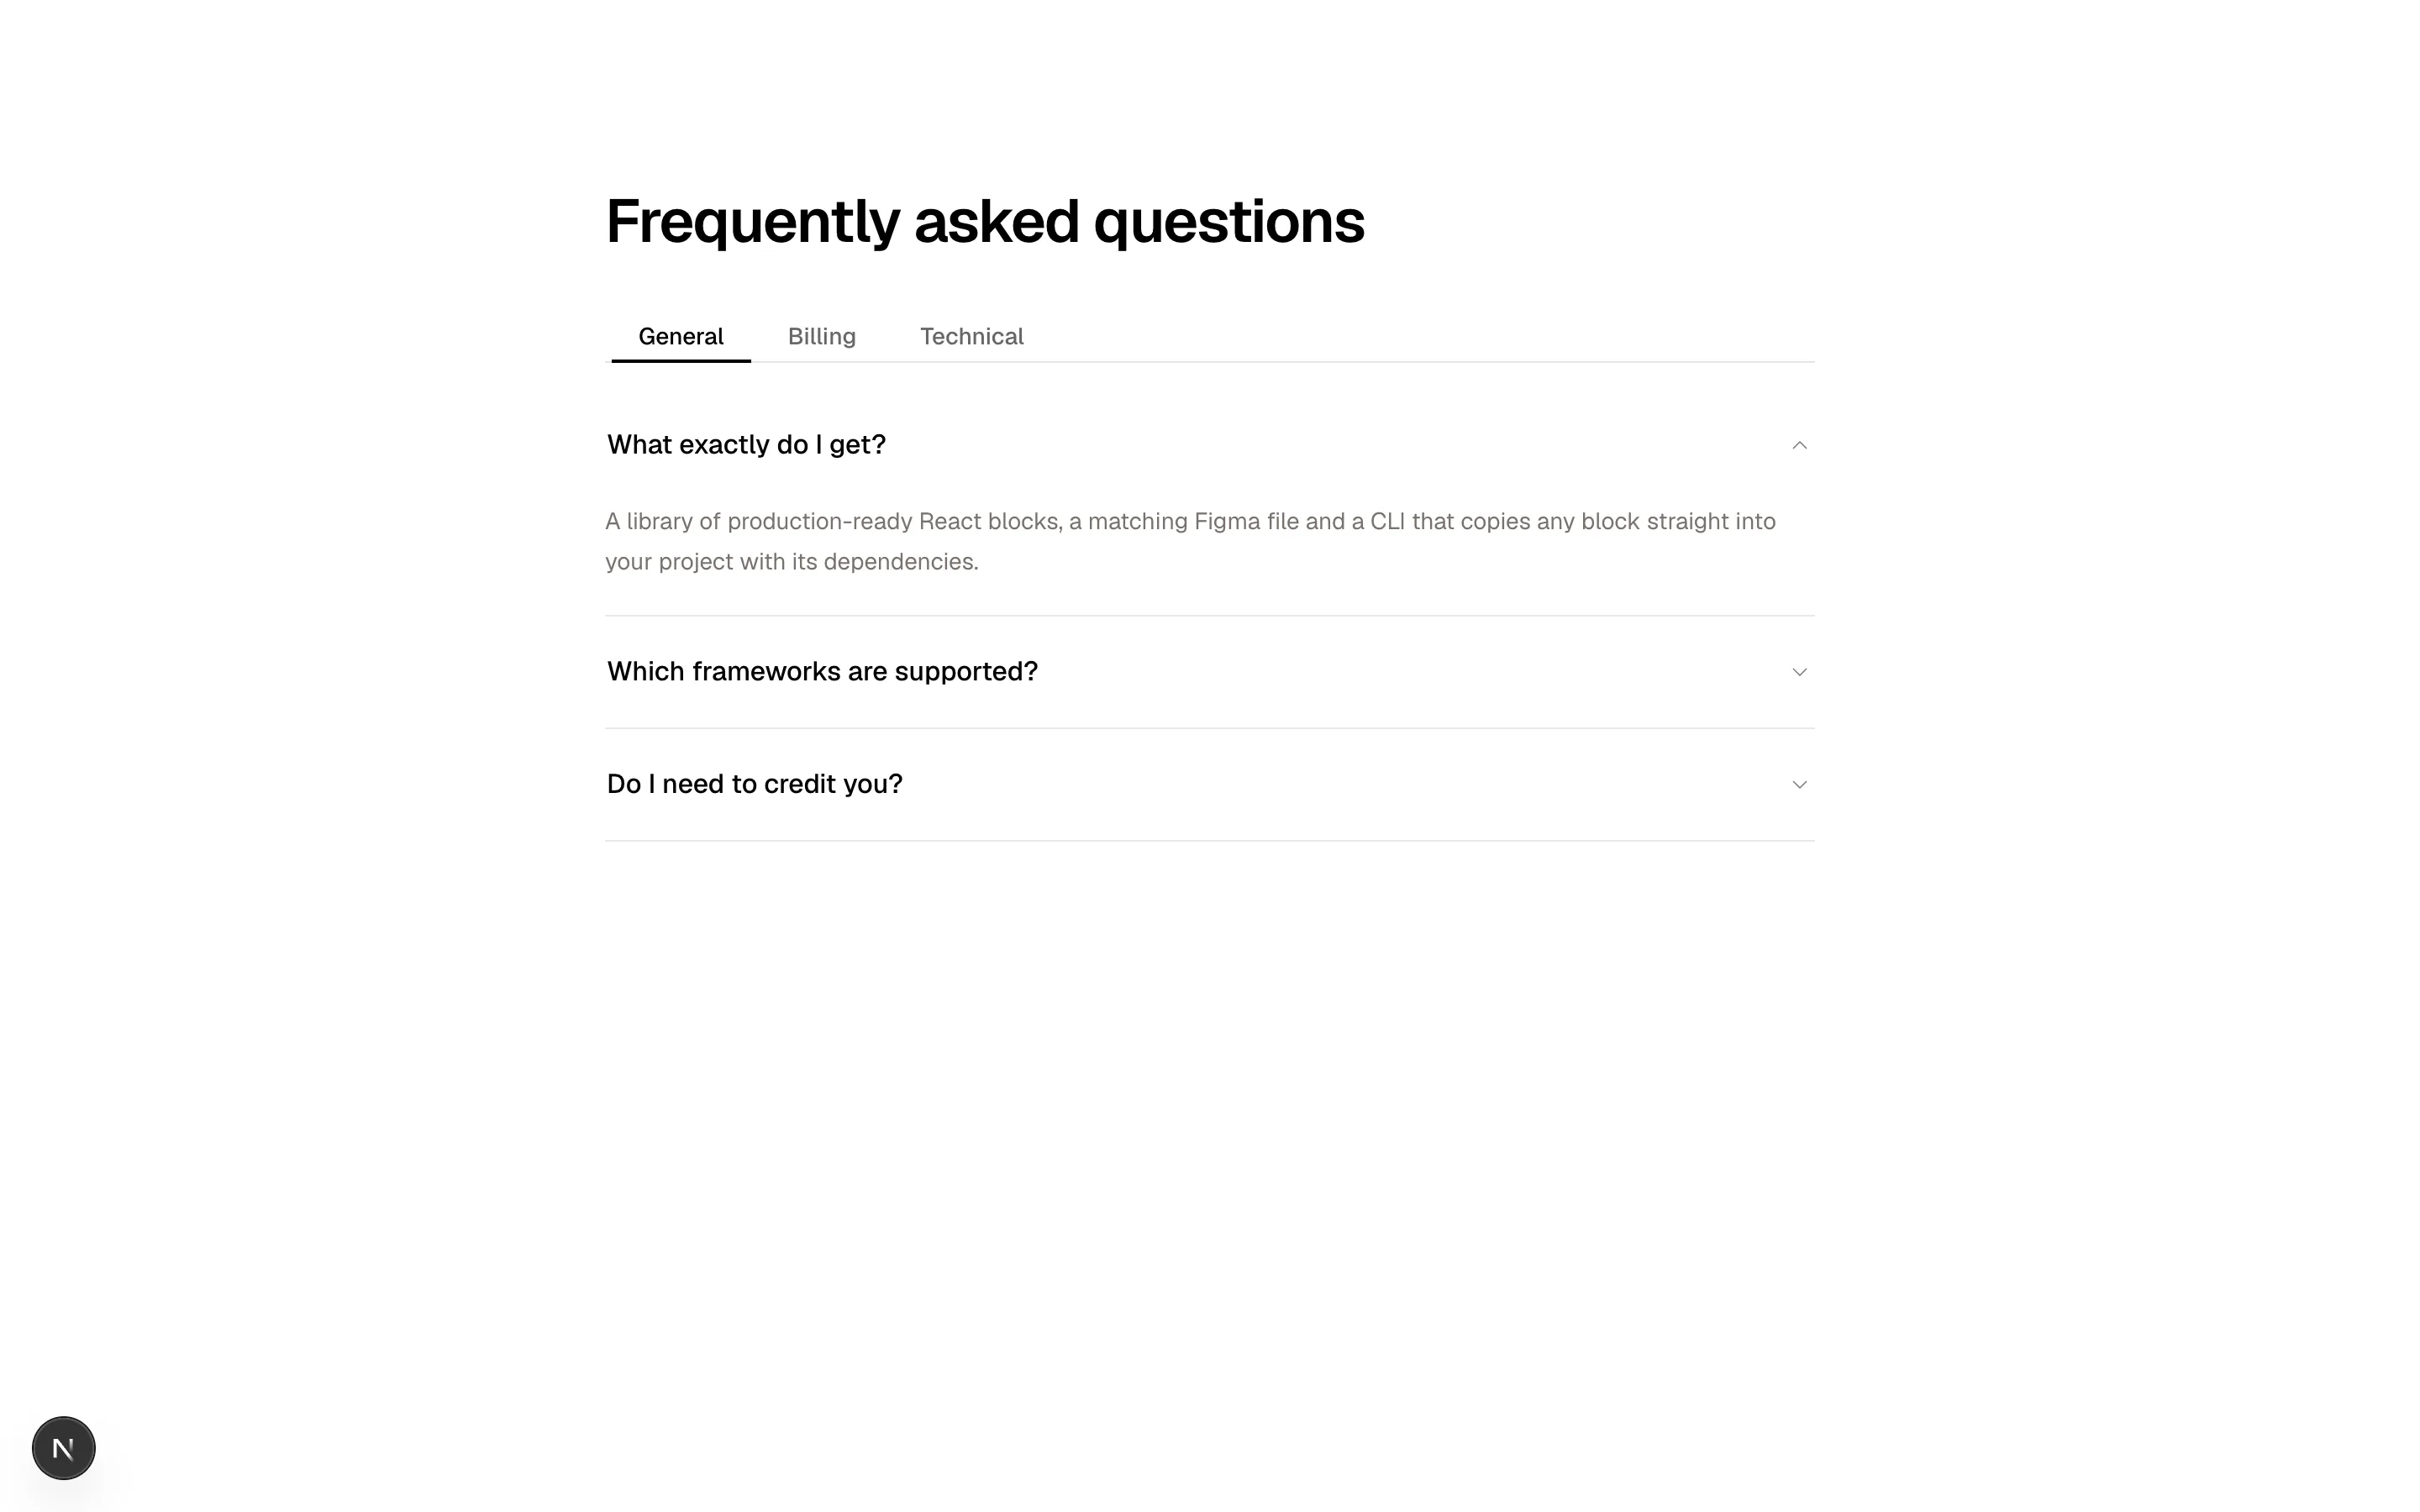 Frequently asked questions
General Billing Technical
What exactly do I get?
A library of production-ready React blocks, a matching Figma file and a CLI that copies any block straight into
your project with its dependencies.
Which frameworks are supported?
Do I need to credit you?
N